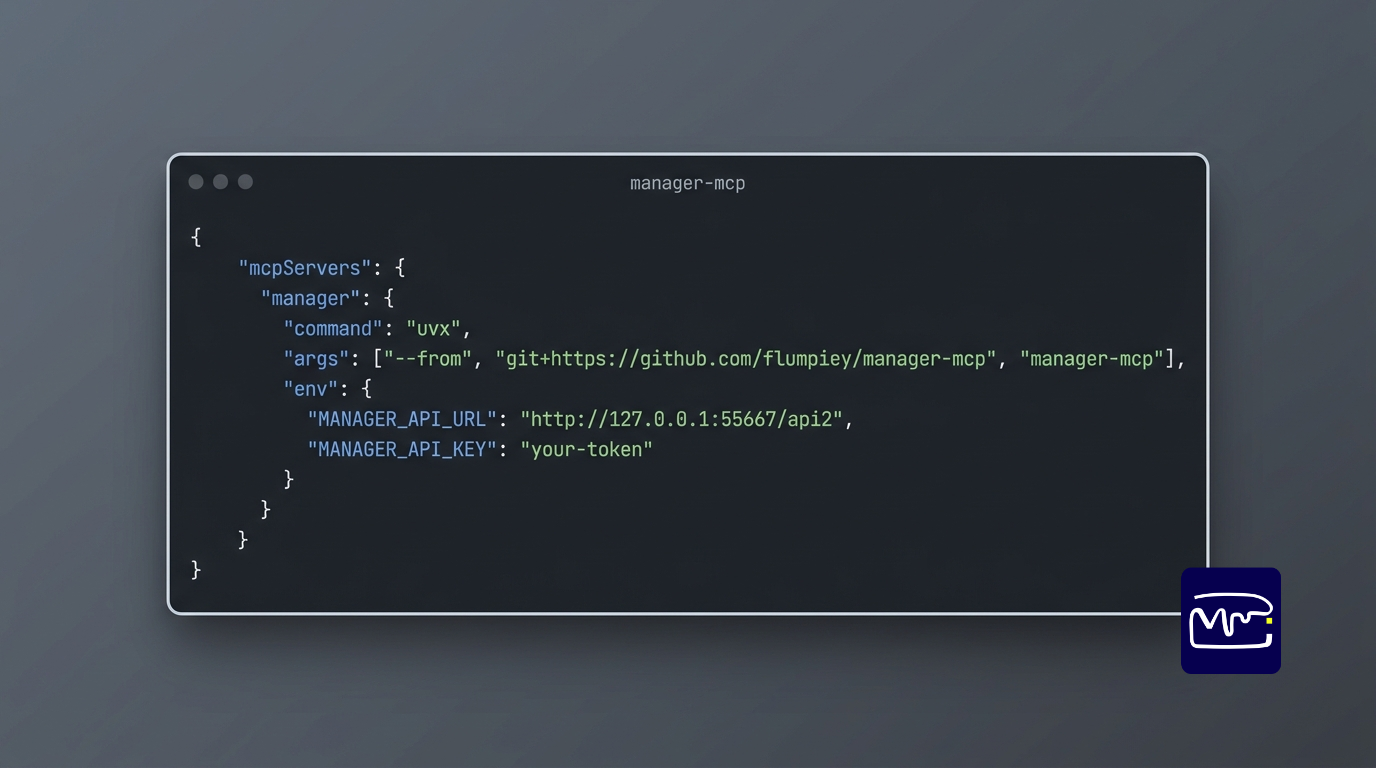 manager-mcp
{
    "mcpServers": {
      "manager": {
        "command": "uvx",
        "args": ["--from", "git+https://github.com/flumpiey/manager-mcp", "manager-mcp"],
        "env": {
          "MANAGER_API_URL": "http://127.0.0.1:55667/api2",
          "MANAGER_API_KEY": "your-token"
        }
      }
    }
}